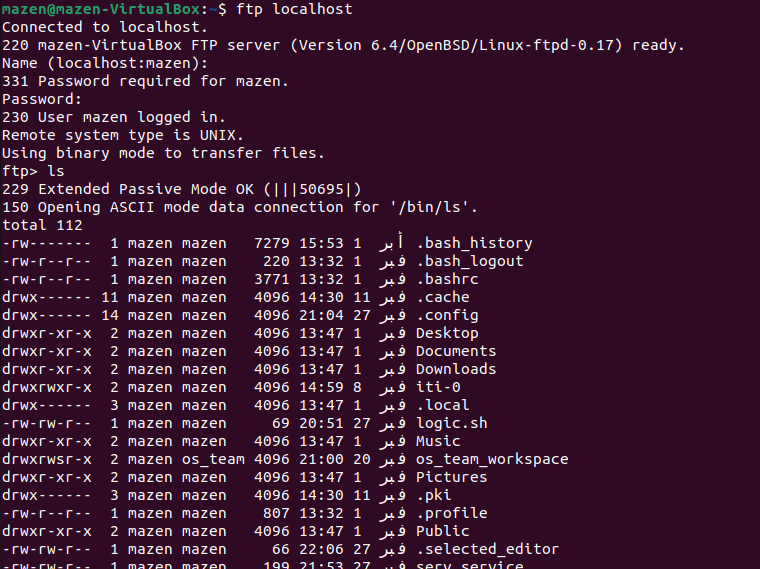 mazen@mazen-VirtualBox:~$ ftp localhost
Connected to localhost.
220 mazen-VirtualBox FTP server (Version 6.4/OpenBSD/Linux-ftpd-0.17) ready.
Name (localhost:mazen):
331 Password required for mazen.
Password:
230 User mazen logged in.
Remote system type is UNIX.
Using binary mode to transfer files.
ftp> ls
229 Extended Passive Mode OK (|||50695|)
150 Opening ASCII mode data connection for '/bin/ls'.
total 112
-rw-------  1 mazen mazen   7279 15:53 1  أبر .bash_history
-rw-r--r--  1 mazen mazen    220 13:32 1  فبر .bash_logout
-rw-r--r--  1 mazen mazen   3771 13:32 1  فبر .bashrc
drwx------ 11 mazen mazen   4096 14:30 11 فبر .cache
drwx------ 14 mazen mazen   4096 21:04 27 فبر .config
drwxr-xr-x  2 mazen mazen   4096 13:47 1  فبر Desktop
drwxr-xr-x  2 mazen mazen   4096 13:47 1  فبر Documents
drwxr-xr-x  2 mazen mazen   4096 13:47 1  فبر Downloads
drwxrwxr-x  2 mazen mazen   4096 14:59 8  فبر iti-0
drwx------  3 mazen mazen   4096 13:47 1  فبر .local
-rw-rw-r--  1 mazen mazen     69 20:51 27 فبر logic.sh
drwxr-xr-x  2 mazen mazen   4096 13:47 1  فبر Music
drwxrwsr-x  2 mazen os_team 4096 21:00 20 فبر os_team_workspace
drwxr-xr-x  2 mazen mazen   4096 13:47 1  فبر Pictures
drwx------  3 mazen mazen   4096 14:30 11 فبر .pki
-rw-r--r--  1 mazen mazen    807 13:32 1  فبر .profile
drwxr-xr-x  2 mazen mazen   4096 13:47 1  فبر Public
-rw-rw-r--  1 mazen mazen     66 22:06 27 فبر .selected_editor
-rw-rw-r--  1 mazen mazen    199 21:53 27 فبر serv_service